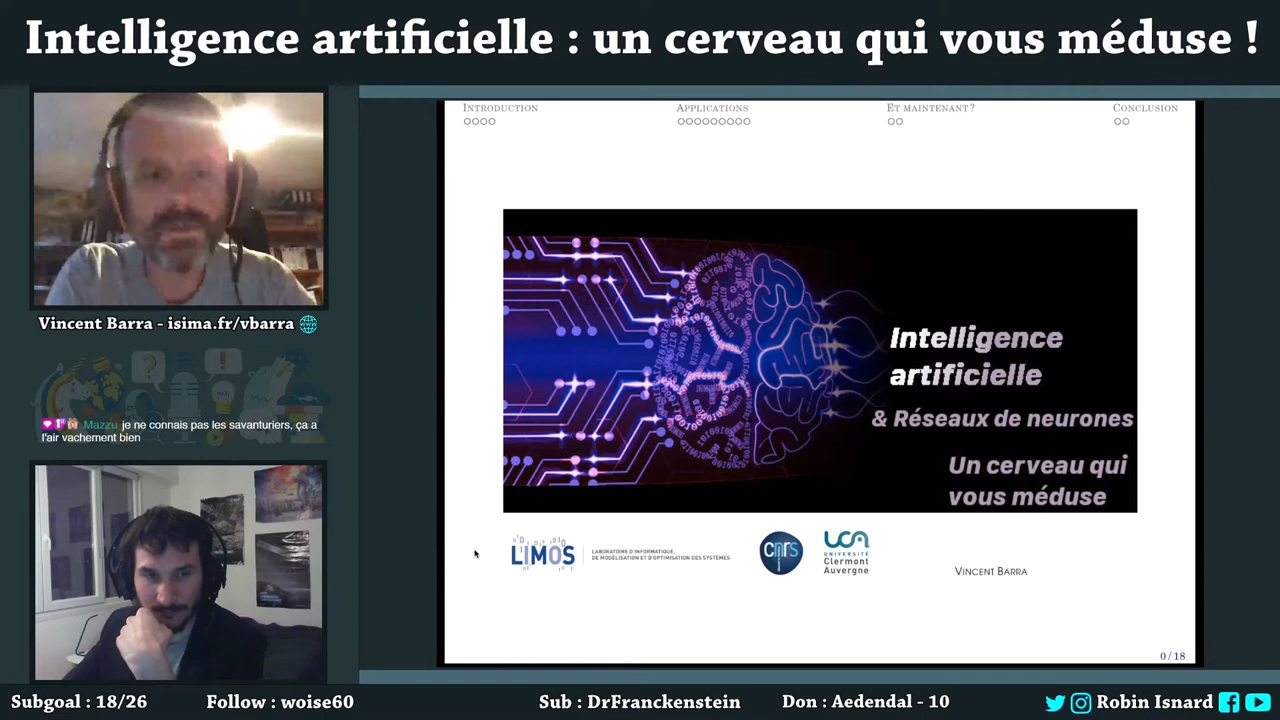 Intelligence artificielle : un cerveau qui vous méduse !
Vincent Barra - isima.fr/vbarra
Mazzu je ne connais pas les savanturiers, ça a
l'air vachement bien
INTRODUCTION
APPLICATIONS
ET MAINTENANT?
CONCLUSION
Intelligence
artificielle
& Réseaux de neurones
Un cerveau qui
vous méduse
LIMOS
LABORATOIRE D'INFORMATIQUE,
DE MODÉLISATION ET D'OPTIMISATION DES SYSTÈMES
cnrs
UCA
UNIVERSITÉ
Clermont
Auvergne
VINCENT BARRA
0 / 18
Subgoal : 18/26
Follow : woise60
Sub : DrFranckenstein
Don : Aedendal - 10
Robin Isnard